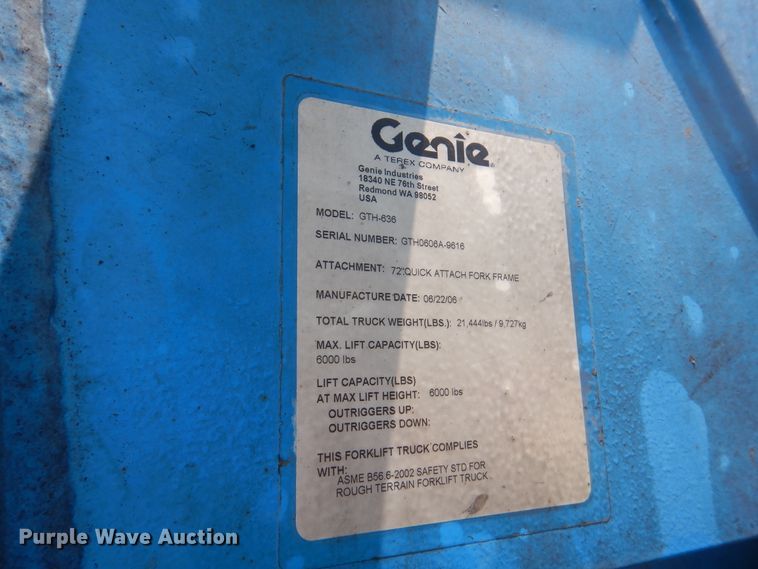 Genie
A TEREX COMPANY
Genie Industries
18340 NE 76th Street
Redmond WA 98052
USA
MODEL: GTH-636
SERIAL NUMBER: GTH0606A-9616
ATTACHMENT: 72" QUICK ATTACH FORK FRAME
MANUFACTURE DATE: 06/22/06
TOTAL TRUCK WEIGHT(LBS.): 21,444lbs / 9,727kg
MAX. LIFT CAPACITY(LBS):
6000 lbs
LIFT CAPACITY(LBS)
AT MAX LIFT HEIGHT: 6000 lbs
OUTRIGGERS UP:
OUTRIGGERS DOWN:
THIS FORKLIFT TRUCK COMPLIES
WITH:
ASME B56.6-2002 SAFETY STD FOR
ROUGH TERRAIN FORKLIFT TRUCK
Purple Wave Auction